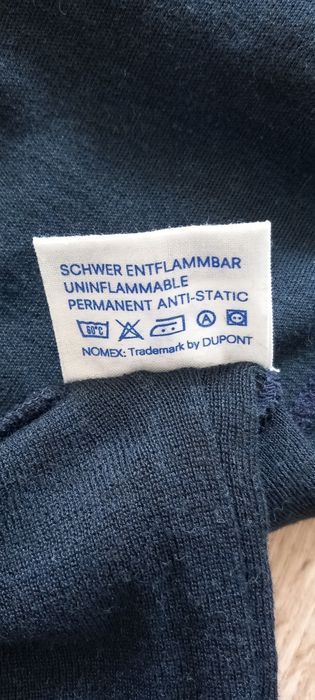 SCHWER ENTFLAMMBAR
UNINFLAMMABLE
PERMANENT ANTI-STATIC
60°C A
NOMEX: Trademark by DUPONT